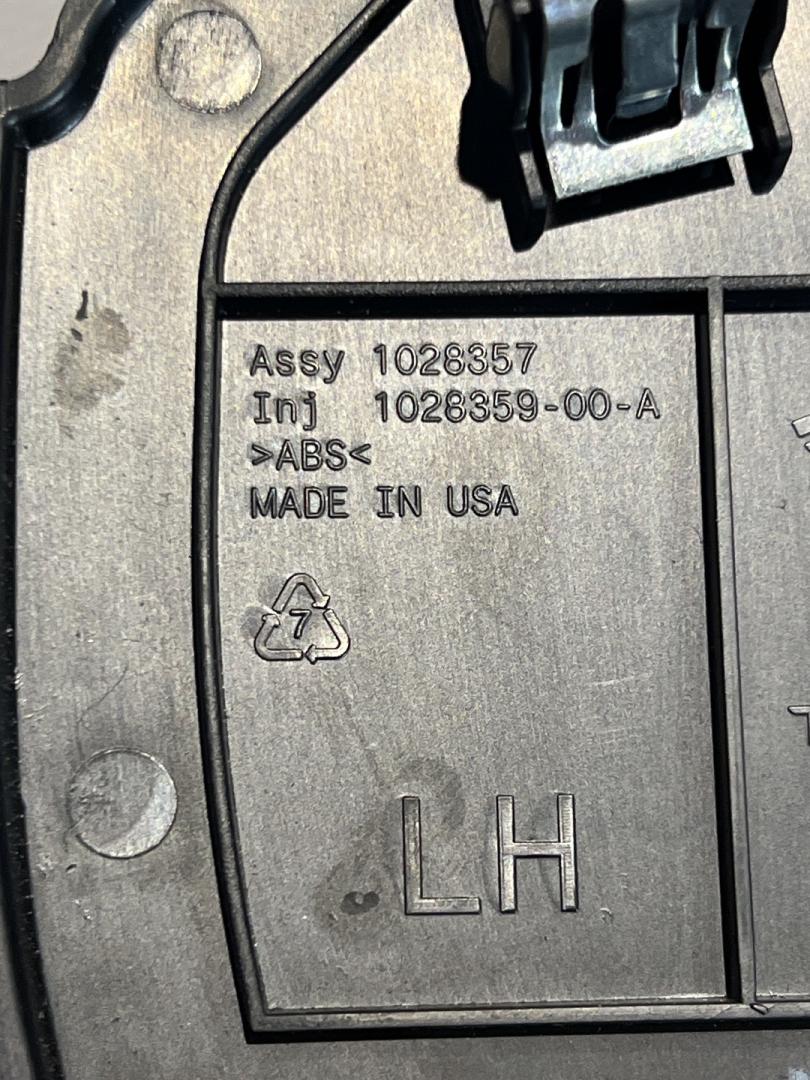 Assy 1028357
Inj 1028359-00-A
>ABS<
MADE IN USA
7
LH